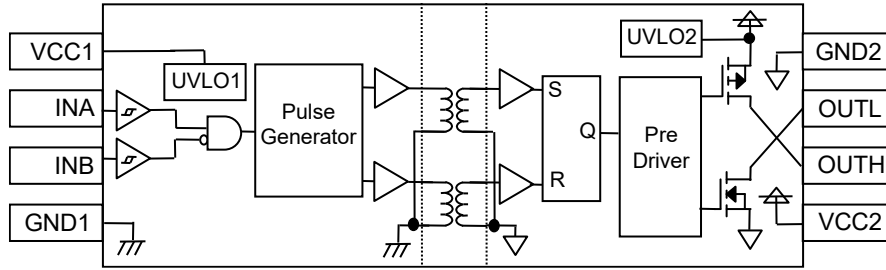 VCC1
INA
INB
GND1
UVLO1
Pulse
Generator
S
R
Q
Pre
Driver
UVLO2
GND2
OUTL
OUTH
VCC2